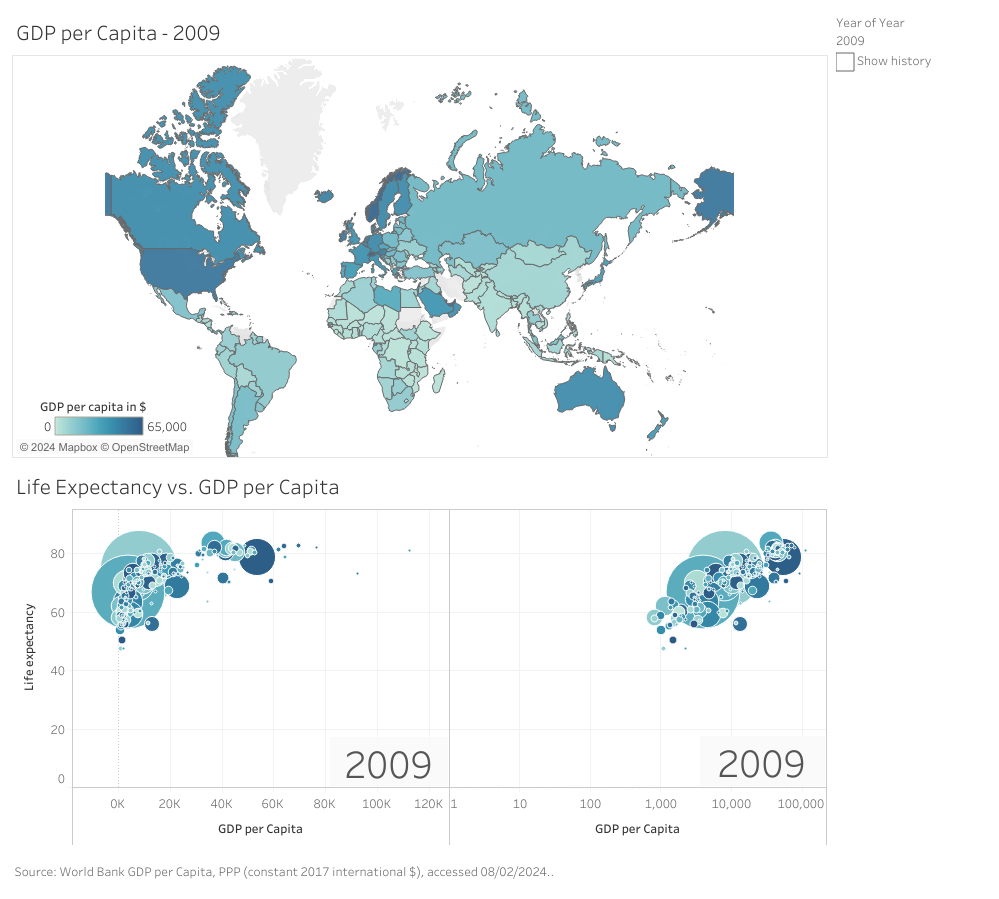 GDP per Capita - 2009
Year of Year
2009
Show history
GDP per capita in $
0
65,000
© 2024 Mapbox © OpenStreetMap
Life Expectancy vs. GDP per Capita
Life expectancy
80
60
40
20
0
2009
2009
0K 20K 40K 60K 80K 100K 120K
1 10 100 1,000 10,000 100,000
GDP per Capita
GDP per Capita
Source: World Bank GDP per Capita, PPP (constant 2017 international $), accessed 08/02/2024..